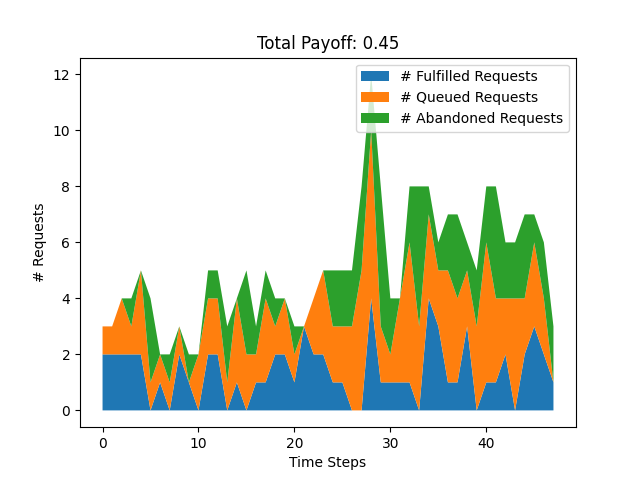 Total Payoff: 0.45
# Fulfilled Requests
# Queued Requests
# Abandoned Requests
# Requests
12
10
8
6
4
2
0
0
10
20
30
40
Time Steps